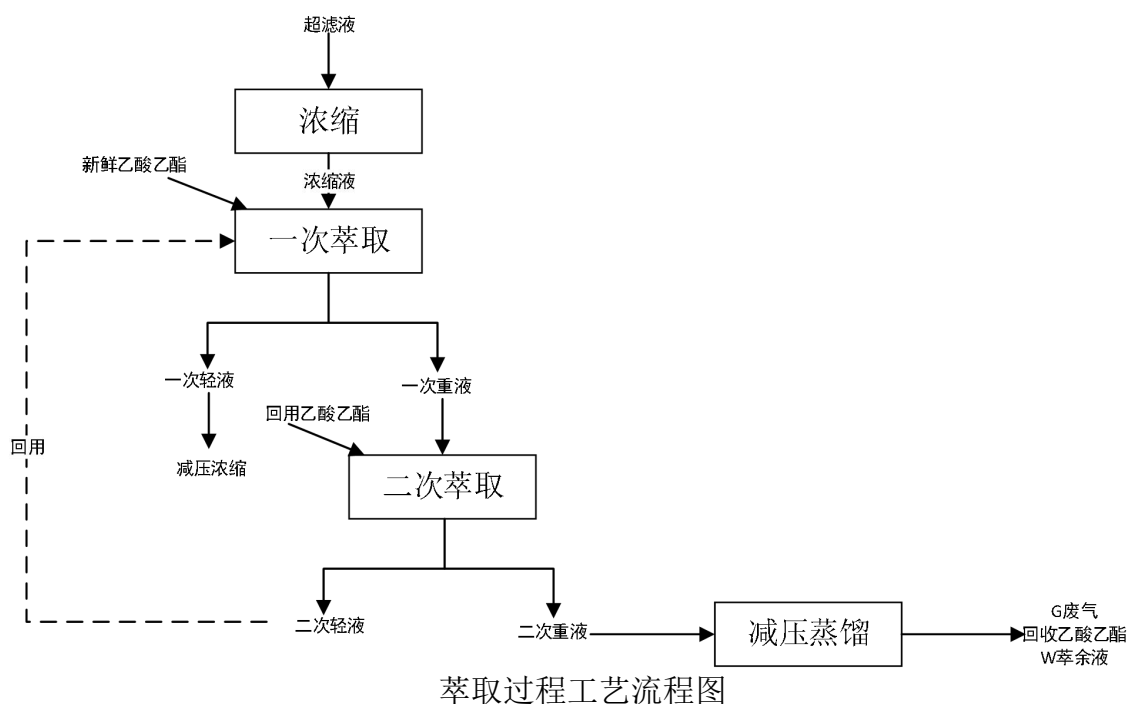 超滤液
浓缩
新鲜乙酸乙酯
浓缩液
一次萃取
一次轻液
一次重液
回用乙酸乙酯
回用
减压浓缩
二次萃取
二次轻液
二次重液
减压蒸馏
G废气
回收乙酸乙酯
W萃余液
萃取过程工艺流程图